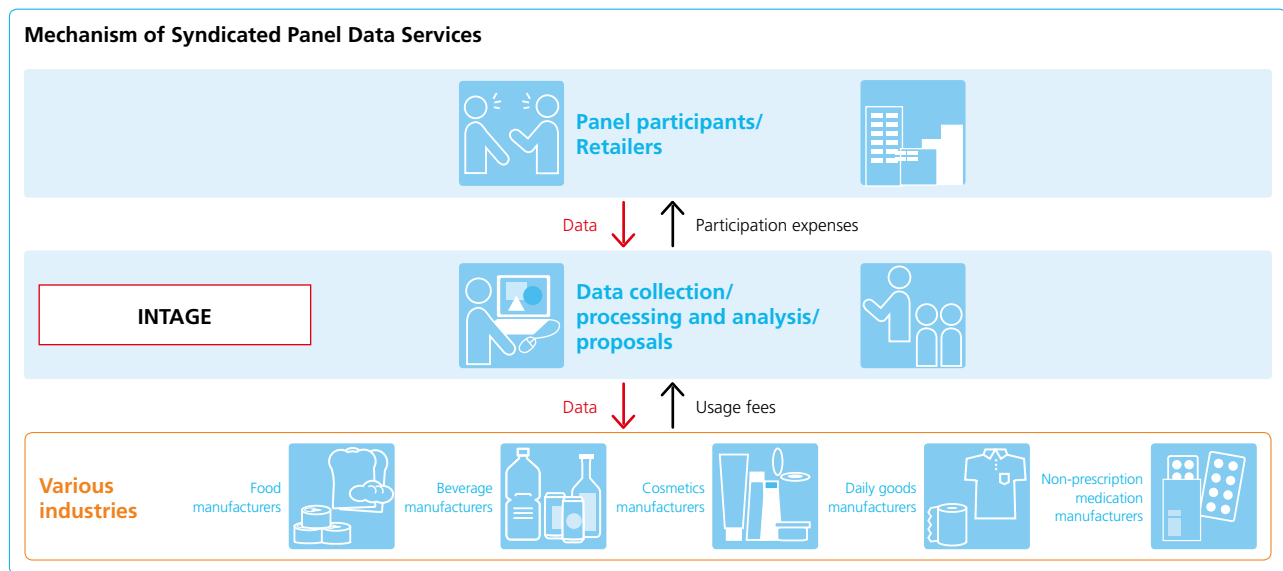 Mechanism of Syndicated Panel Data Services
Panel participants/
Retailers
Data
Participation expenses
INTAGE
Data collection/
processing and analysis/
proposals
Data
Usage fees
Various
industries
Food
manufacturers
Beverage
manufacturers
Cosmetics
manufacturers
Daily goods
manufacturers
Non-prescription
medication
manufacturers